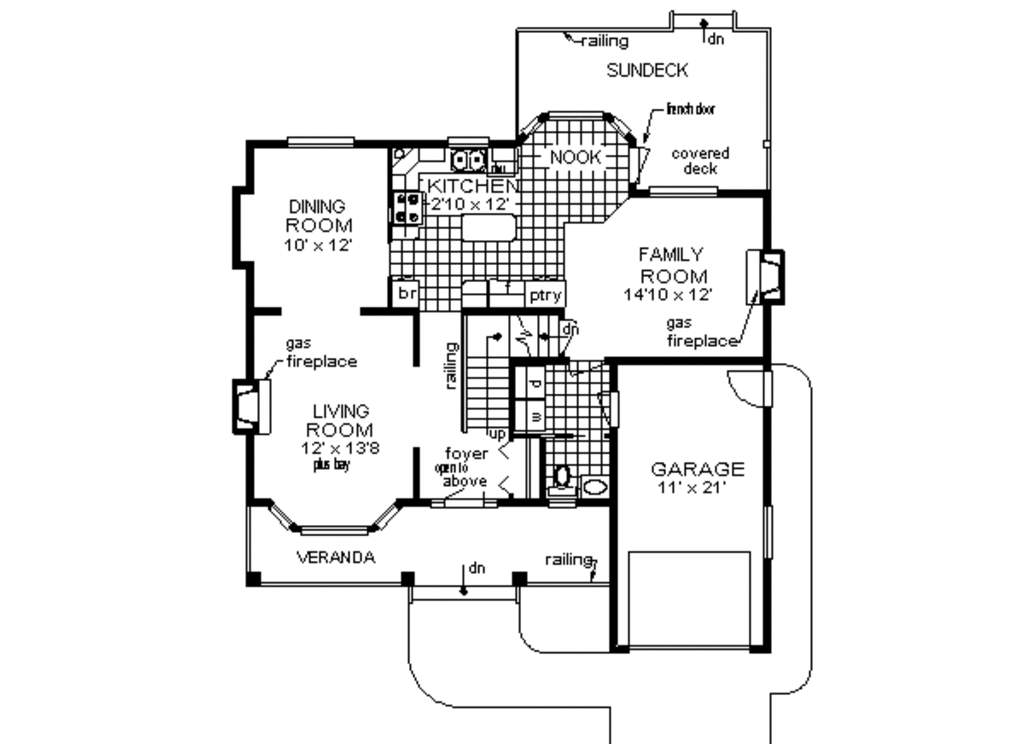 railing
dn
SUNDECK
french door
NOOK
covered
deck
KITCHEN
2'10 x 12'
DINING
ROOM
10' x 12'
FAMILY
ROOM
14'10 x 12'
br
f
ptry
gas
fireplace
dn
gas
fireplace
railing
D
W
LIVING
ROOM
12' x 13'8
plus bay
up
foyer
open to
above
GARAGE
11' x 21'
VERANDA
railing
dn